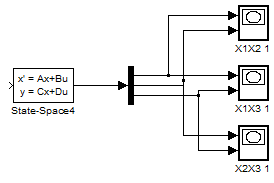 X1X2 1
x' = Ax+Bu
y = Cx+Du
State-Space4
X1X3 1
X2X3 1